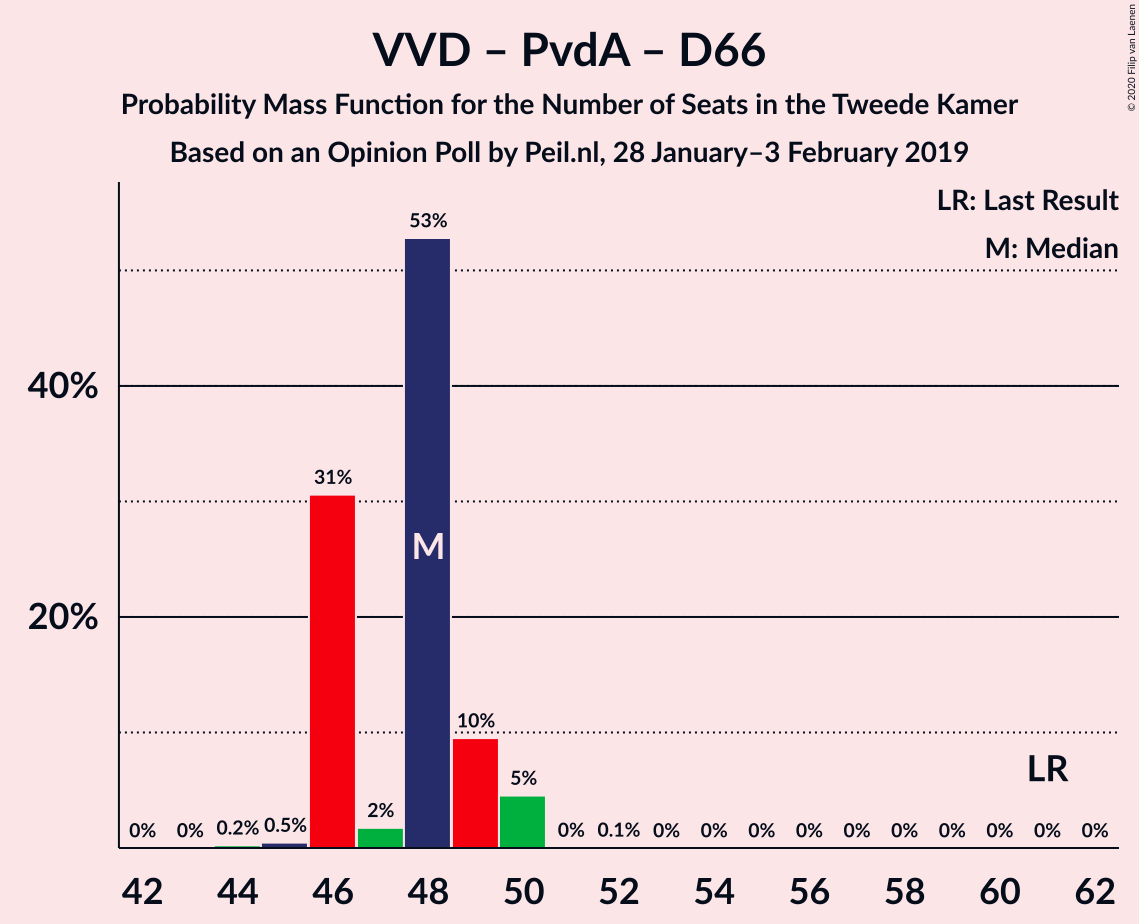 VVD – PvdA – D66
Probability Mass Function for the Number of Seats in the Tweede Kamer
Based on an Opinion Poll by Peil.nl, 28 January–3 February 2019
© 2020 Filip van Laenen
LR: Last Result
M: Median
53%
40%
31%
M
20%
10%
LR
5%
2%
0% 0% 0.2% 0.5% 0% 0.1% 0% 0% 0% 0% 0% 0% 0% 0% 0% 0%
42 44 46 48 50 52 54 56 58 60 62